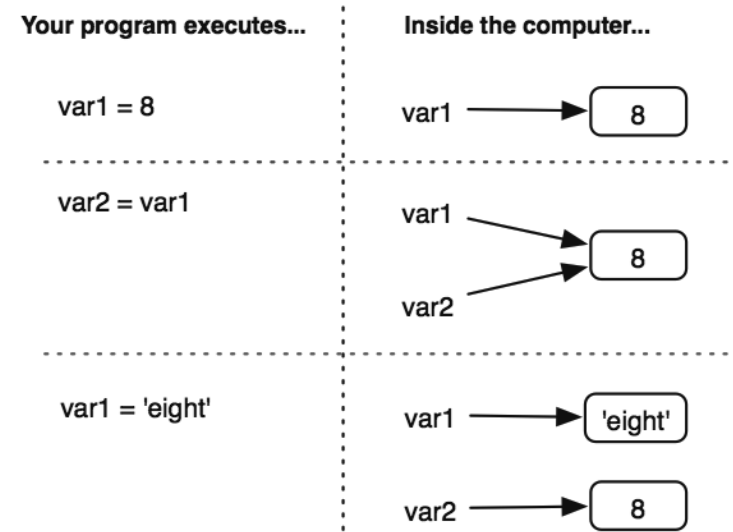 Your program executes...
Inside the computer...
var1 = 8
var1
8
var2 = var1
var1
8
var2
var1 = 'eight'
var1
'eight'
var2
8